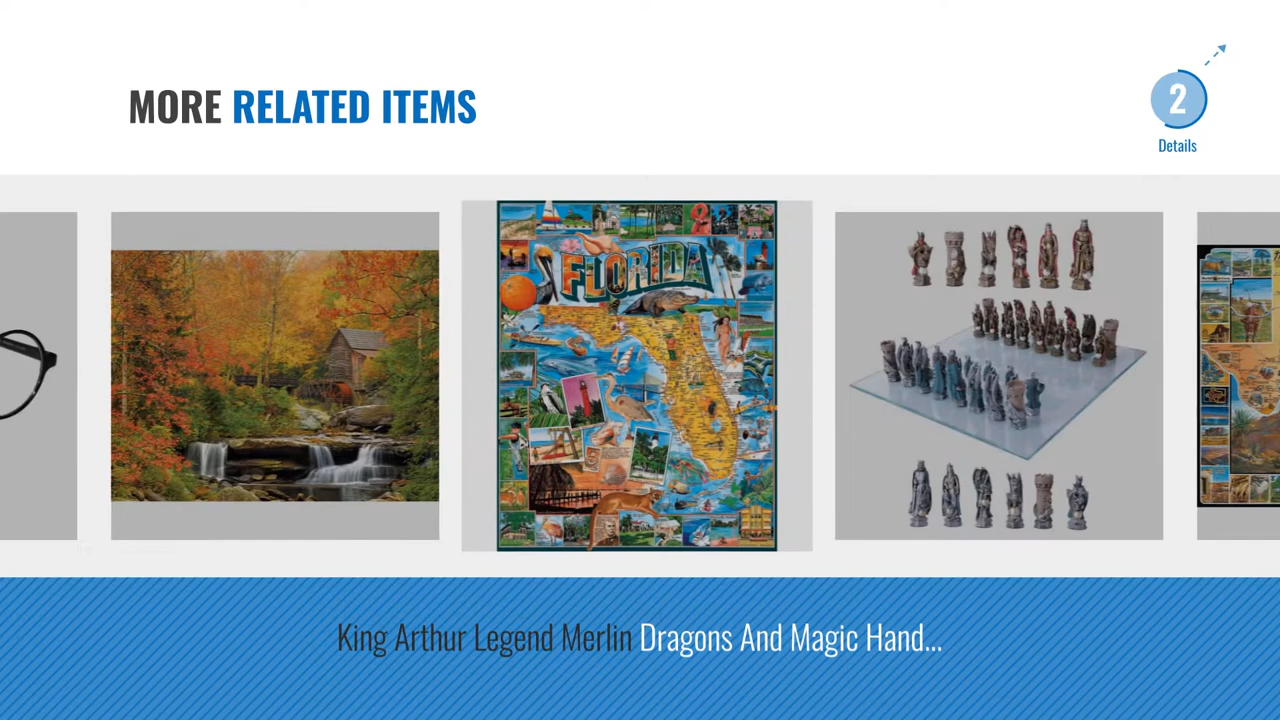 MORE RELATED ITEMS
2
Details
FLORIDA
King Arthur Legend Merlin Dragons And Magic Hand...